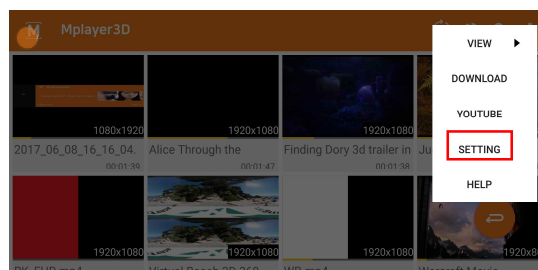 Mplayer3D
VIEW
DOWNLOAD
YOUTUBE
SETTING
HELP
1080x1920
1920x1080
1920x1080
2017_06_08_16_16_04.
Alice Through the
Finding Dory 3d trailer in
00:01:39
00:01:47
00:01:38
1920x1080
1920x1080
1920x1080
1920x8